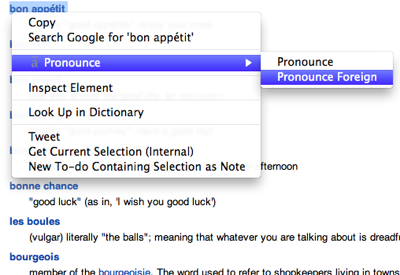 bon appétit
Copy
Search Google for 'bon appétit'
ä Pronounce
Pronounce
Pronounce Foreign
Inspect Element
Look Up in Dictionary
Tweet
Get Current Selection (Internal)
New To-do Containing Selection as Note
afternoon
bonne chance
"good luck" (as in, 'I wish you good luck')
les boules
(vulgar) literally "the balls"; meaning that whatever you are talking about is dreadfu
bourgeois
member of the bourgeoisie. The word used to refer to shopkeepers living in towns